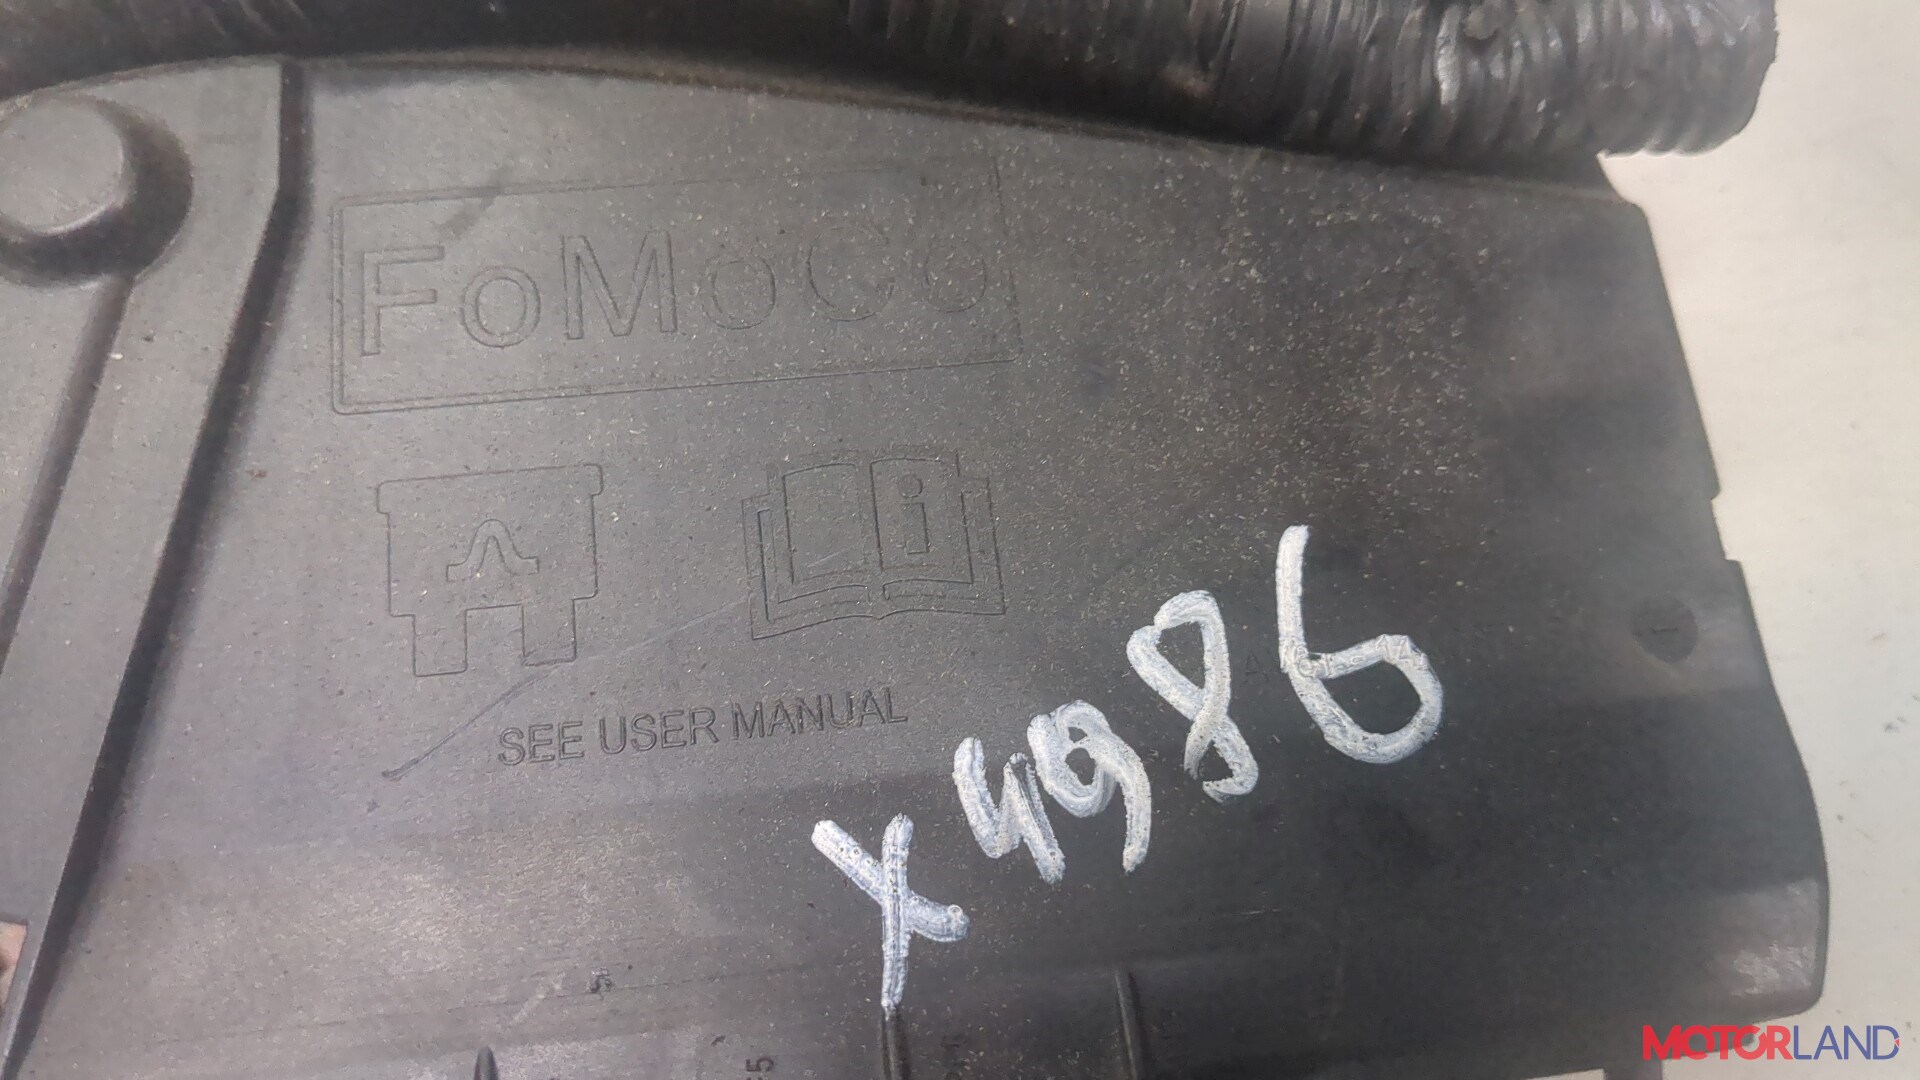 FoMoCo
i
SEE USER MANUAL
X4986
MOTORLAND